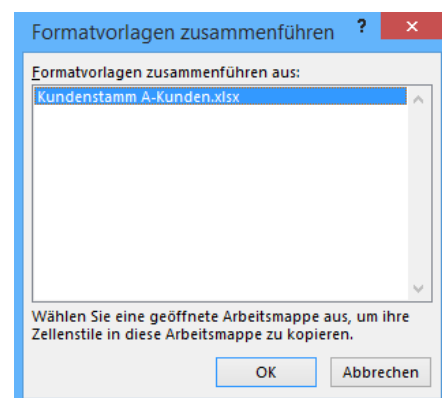 Formatvorlagen zusammenführen ? ×
Formatvorlagen zusammenführen aus:
Kundenstamm A-Kunden.xlsx
Wählen Sie eine geöffnete Arbeitsmappe aus, um ihre
Zellenstile in diese Arbeitsmappe zu kopieren.
OK Abbrechen